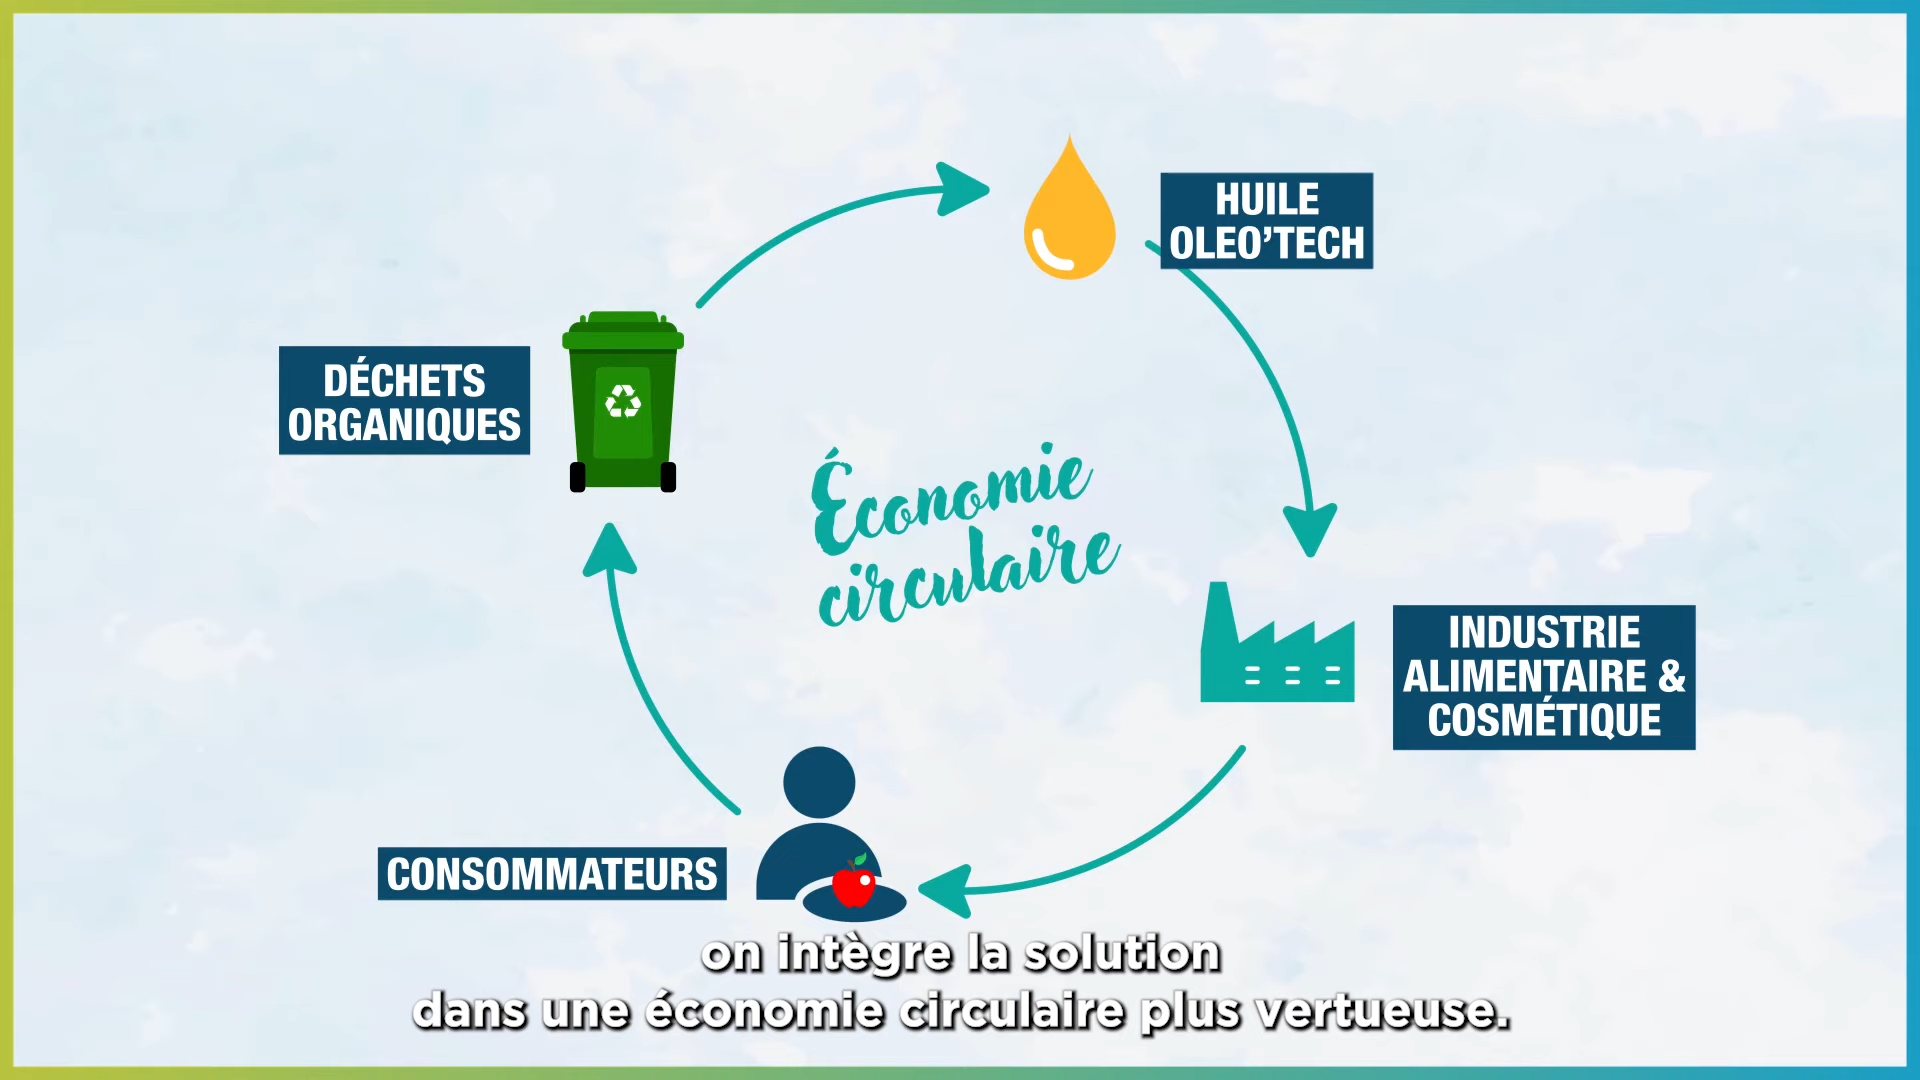 HUILE
OLEO'TECH
DÉCHETS
ORGANIQUES
Économie
circulaire
INDUSTRIE
ALIMENTAIRE &
COSMÉTIQUE
CONSOMMATEURS
on intègre la solution
dans une économie circulaire plus vertueuse.